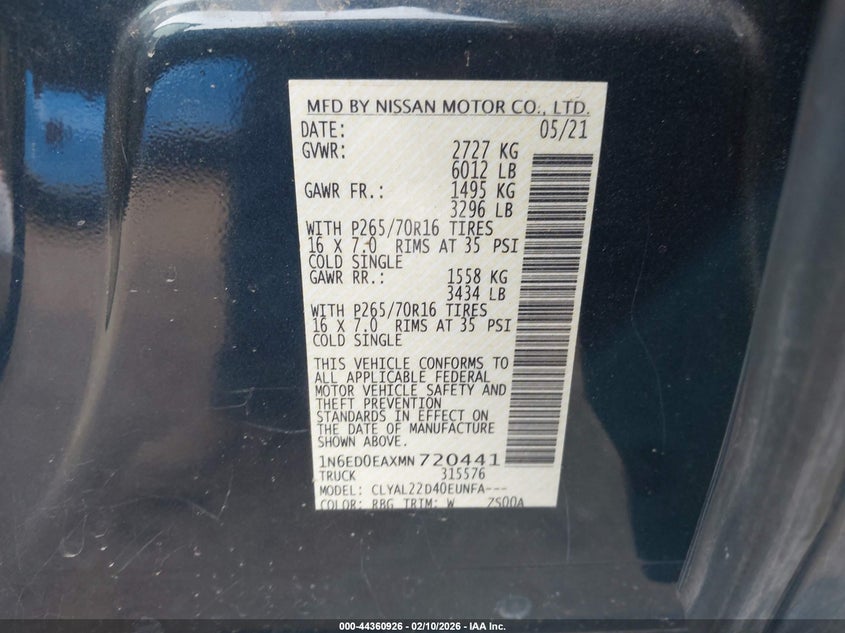 MFD BY NISSAN MOTOR CO., LTD.
DATE: 05/21
GVWR: 2727 KG
6012 LB
GAWR FR.: 1495 KG
3296 LB
WITH P265/70R16 TIRES
16 X 7.0 RIMS AT 35 PSI
COLD SINGLE
GAWR RR.: 1558 KG
3434 LB
WITH P265/70R16 TIRES
16 X 7.0 RIMS AT 35 PSI
COLD SINGLE
THIS VEHICLE CONFORMS TO
ALL APPLICABLE FEDERAL
MOTOR VEHICLE SAFETY AND
THEFT PREVENTION
STANDARDS IN EFFECT ON
THE DATE OF MANUFACTURE
SHOWN ABOVE.
1N6ED0EAXMN720441
TRUCK 315576
MODEL: CLYAL22D40EUNFA---
COLOR: RBG TRIM: W ZS00A
000-44360926 - 02/10/2026 - IAA Inc.